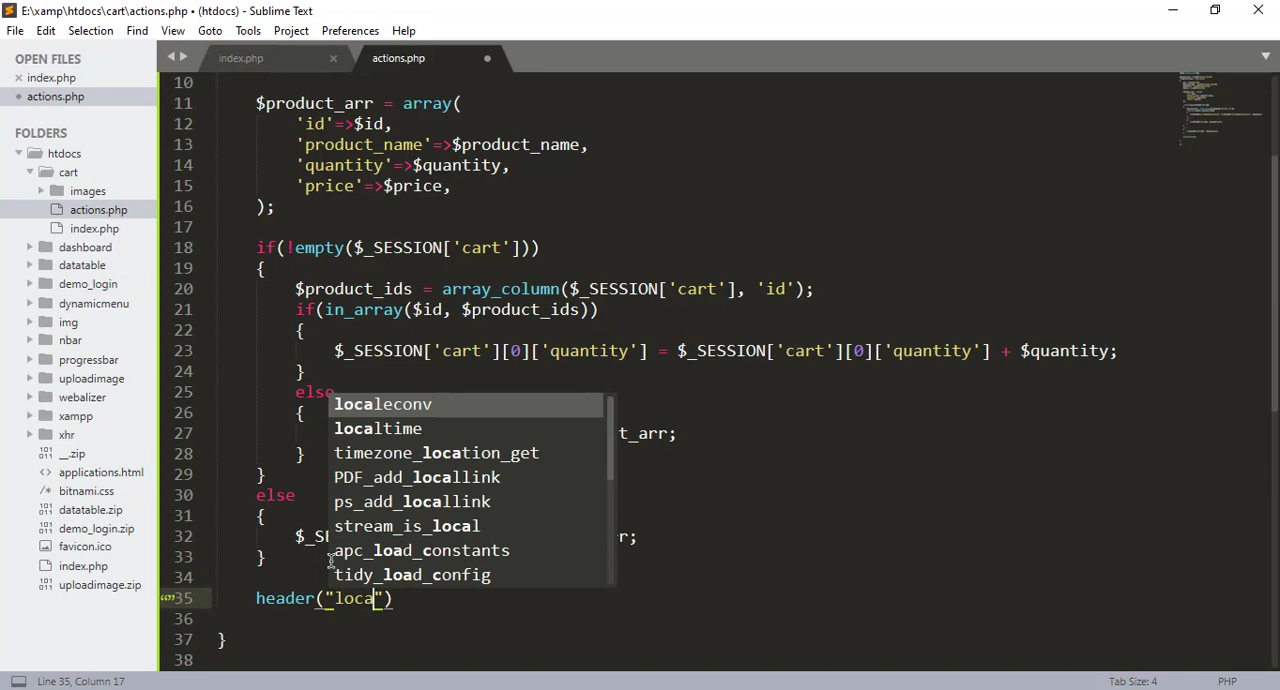 E:\xamp\htdocs\cart\actions.php • (htdocs) - Sublime Text
File Edit Selection Find View Goto Tools Project Preferences Help
OPEN FILES
index.php
actions.php
FOLDERS
htdocs
cart
images
actions.php
index.php
dashboard
datatable
demo_login
dynamicmenu
img
nbar
progressbar
uploadimage
webalizer
xampp
xhr
__.zip
applications.html
bitnami.css
datatable.zip
demo_login.zip
favicon.ico
index.php
uploadimage.zip
index.php
actions.php
10
11 $product_arr = array(
12 'id'=>$id,
13 'product_name'=>$product_name,
14 'quantity'=>$quantity,
15 'price'=>$price,
16 );
17
18 if(!empty($_SESSION['cart']))
19 {
20 $product_ids = array_column($_SESSION['cart'], 'id');
21 if(in_array($id, $product_ids))
22 {
23 $_SESSION['cart'][0]['quantity'] = $_SESSION['cart'][0]['quantity'] + $quantity;
24 }
25 else
26 {
27 t_arr;
28 }
29 }
30 else
31 {
32 $_SE rr;
33 }
34
35 header("loca")
36
37 }
38
localeconv
localtime
timezone_location_get
PDF_add_locallink
ps_add_locallink
stream_is_local
apc_load_constants
tidy_load_config
Line 35, Column 17
Tab Size: 4
PHP